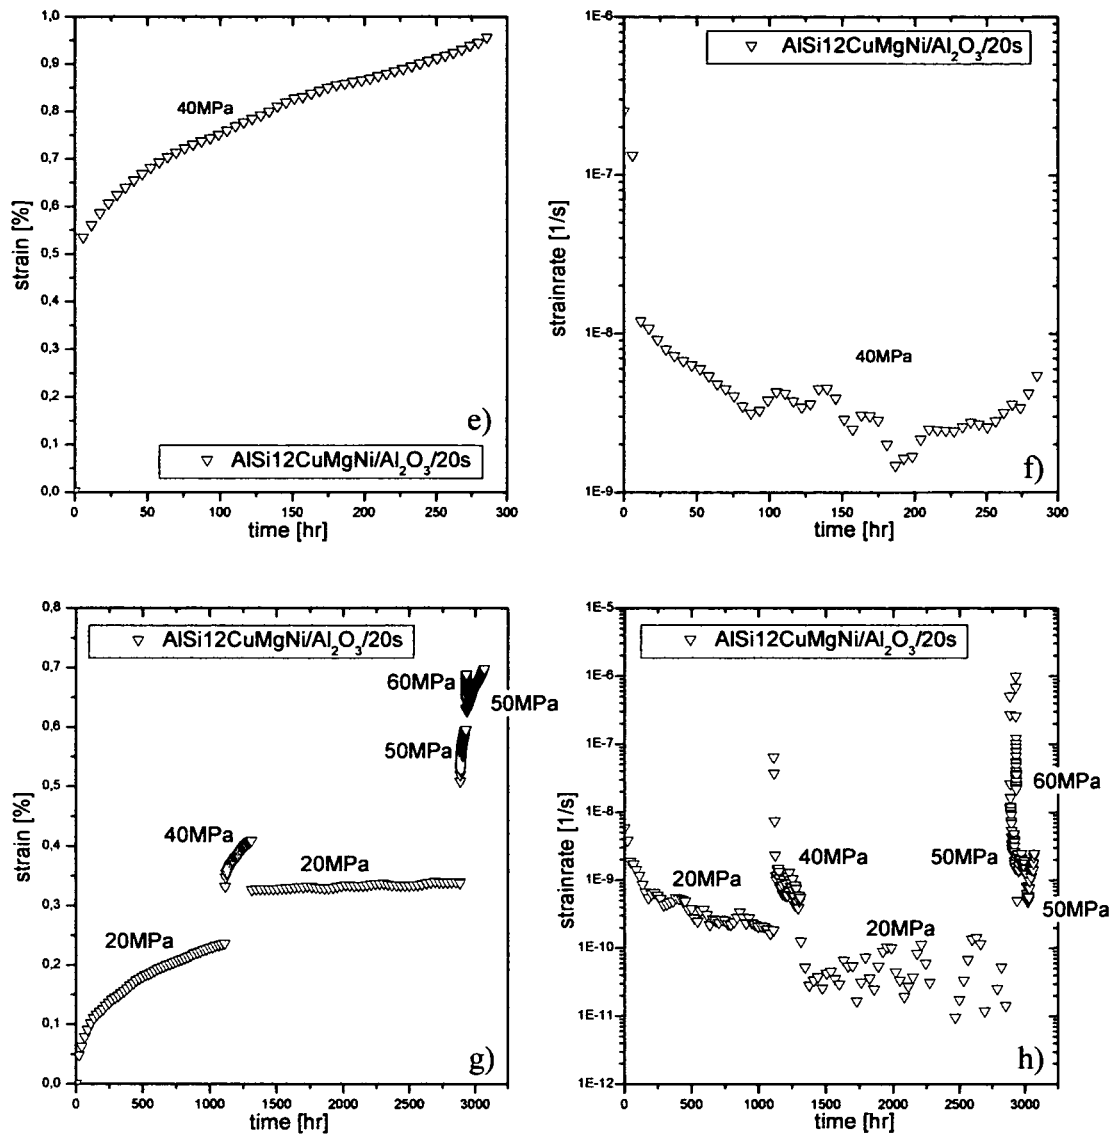 1,0
0,9
0,8
0,7
0,6
0,5
0,4
0,3
0,2
0,1
0,0
strain [%]
40MPa
e)
AlSi12CuMgNi/Al₂O₃/20s
0 50 100 150 200 250 300
time [hr]
1E-6
1E-7
1E-8
1E-9
strainrate [1/s]
AlSi12CuMgNi/Al₂O₃/20s
40MPa
f)
0 50 100 150 200 250 300
time [hr]
0,8
0,7
0,6
0,5
0,4
0,3
0,2
0,1
0,0
strain [%]
AlSi12CuMgNi/Al₂O₃/20s
60MPa
50MPa
50MPa
40MPa
20MPa
20MPa
g)
0 500 1000 1500 2000 2500 3000
time [hr]
1E-5
1E-6
1E-7
1E-8
1E-9
1E-10
1E-11
1E-12
strainrate [1/s]
AlSi12CuMgNi/Al₂O₃/20s
60MPa
40MPa
50MPa
20MPa
50MPa
20MPa
h)
0 500 1000 1500 2000 2500 3000
time [hr]